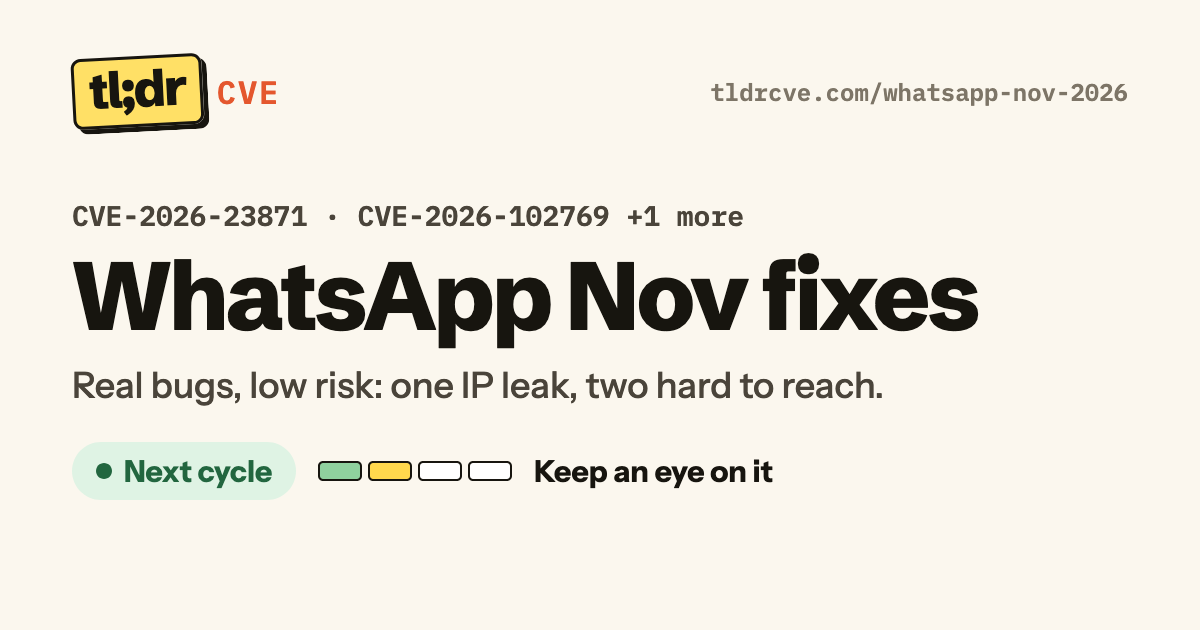 tl;dr CVE
tldrcve.com/whatsapp-nov-2026
CVE-2026-23871 · CVE-2026-102769 +1 more
WhatsApp Nov fixes
Real bugs, low risk: one IP leak, two hard to reach.
Next cycle
Keep an eye on it